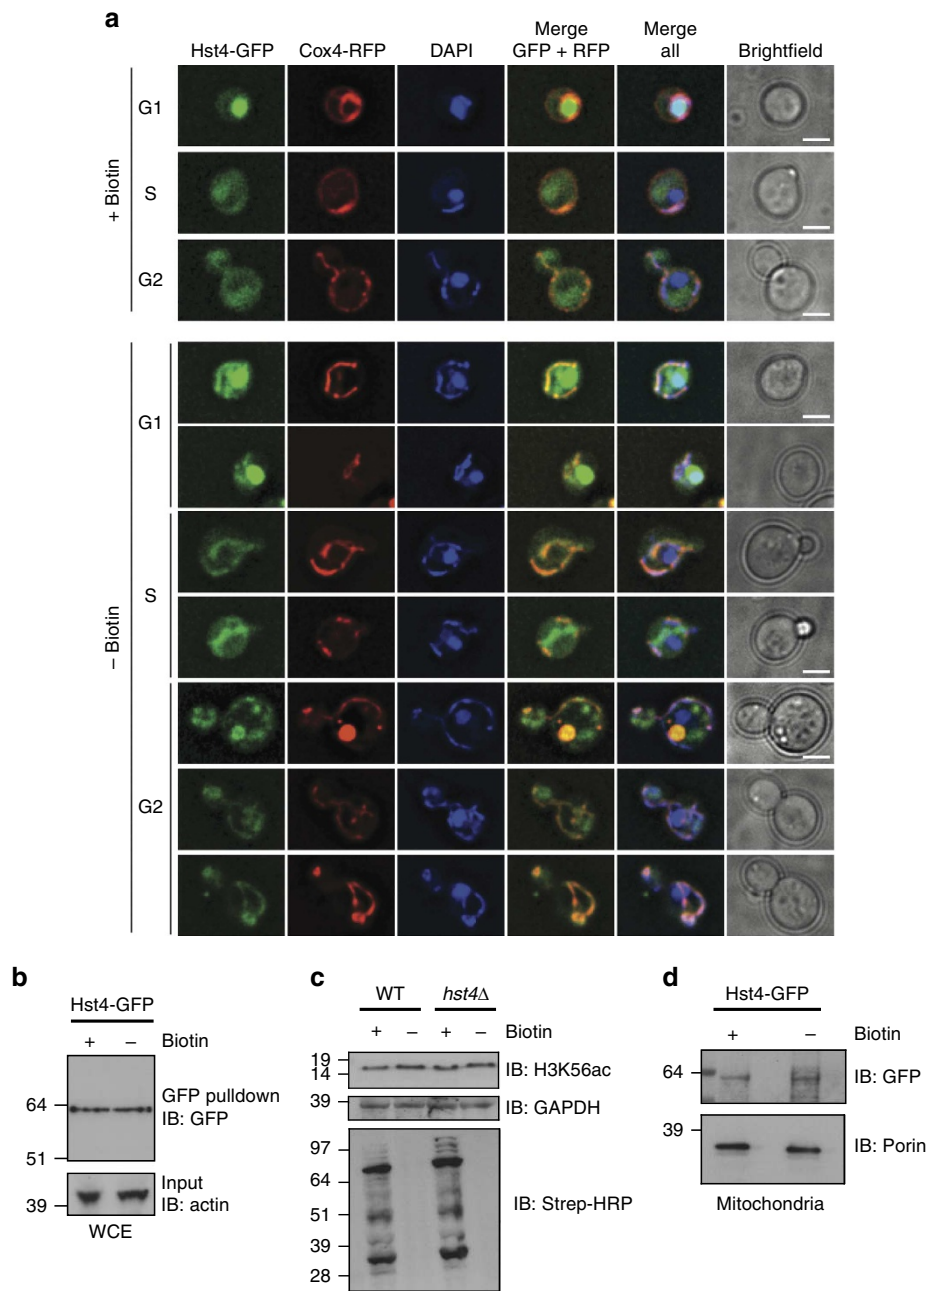 a
Hst4-GFP Cox4-RFP DAPI Merge GFP + RFP Merge all Brightfield
+ Biotin
G1
S
G2
– Biotin
G1
S
G2
b
Hst4-GFP
+ – Biotin
64
51
GFP pulldown
IB: GFP
39
Input
IB: actin
WCE
c
WT hst4Δ
+ – + – Biotin
19
14
IB: H3K56ac
39
IB: GAPDH
97
64
51
39
28
IB: Strep-HRP
d
Hst4-GFP
+ –
64
IB: GFP
39
IB: Porin
Mitochondria